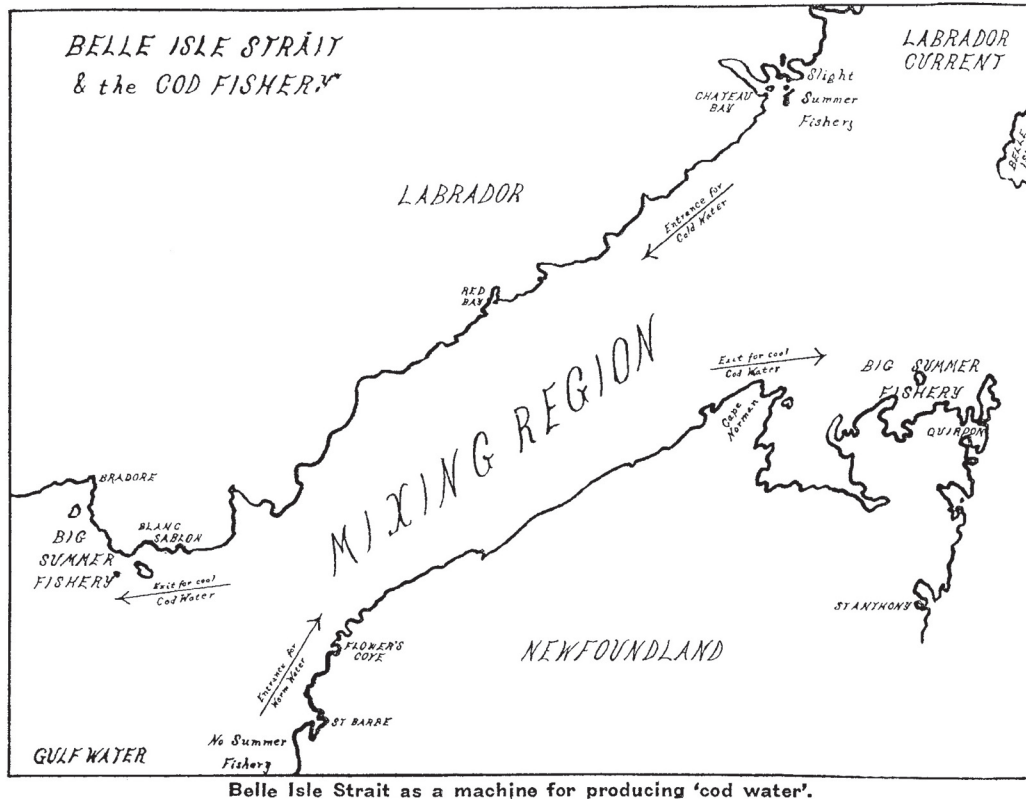 BELLE ISLE STRAIT
& the COD FISHERY
LABRADOR
CURRENT
Slight
Summer
Fishery
CHATEAU
BAY
BELLE
LABRADOR
Entrance for
Cold Water
RED
BAY
MIXING REGION
Exit for cool
Cod Water
BIG SUMMER
FISHERY
Cape
Norman
QUIRPON
BRADORE
BLANC
SABLON
BIG
SUMMER
FISHERY
Exit for cool
Cod Water
ST ANTHONY
Entrance for
Warm Water
FLOWER'S
COVE
NEWFOUNDLAND
ST BARBE
No Summer
Fishery
GULF WATER
Belle Isle Strait as a machine for producing 'cod water'.